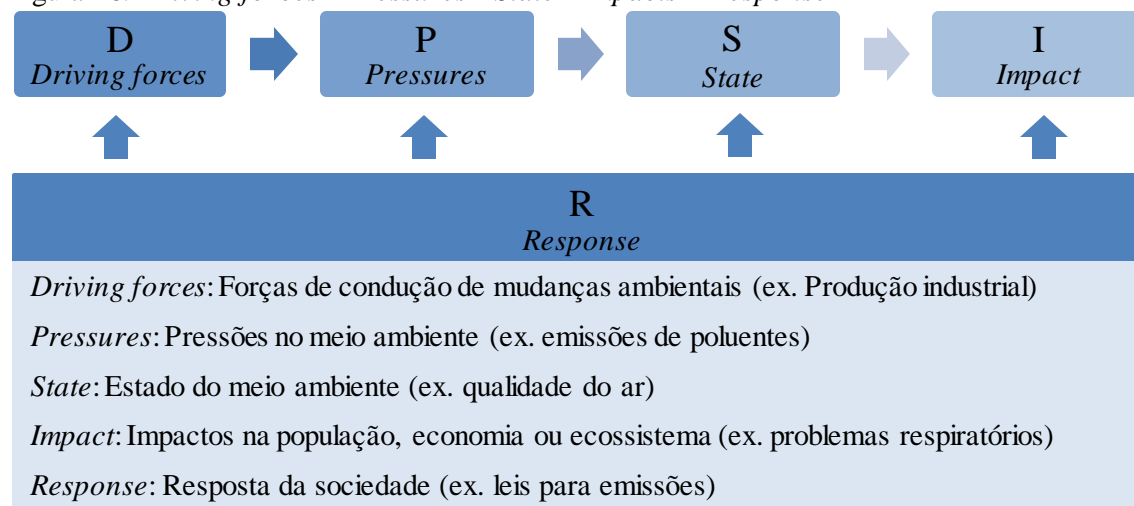 D
Driving forces
P
Pressures
S
State
I
Impact
R
Response
Driving forces: Forças de condução de mudanças ambientais (ex. Produção industrial)
Pressures: Pressões no meio ambiente (ex. emissões de poluentes)
State: Estado do meio ambiente (ex. qualidade do ar)
Impact: Impactos na população, economia ou ecossistema (ex. problemas respiratórios)
Response: Resposta da sociedade (ex. leis para emissões)